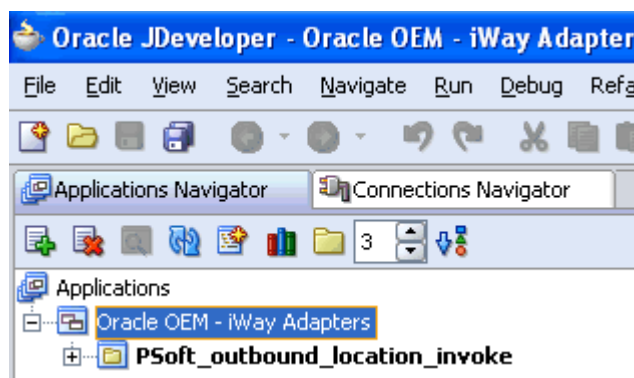 Oracle JDeveloper - Oracle OEM - iWay Adapter
File Edit View Search Navigate Run Debug Refa
Applications Navigator Connections Navigator
3
Applications
Oracle OEM - iWay Adapters
PSoft_outbound_location_invoke